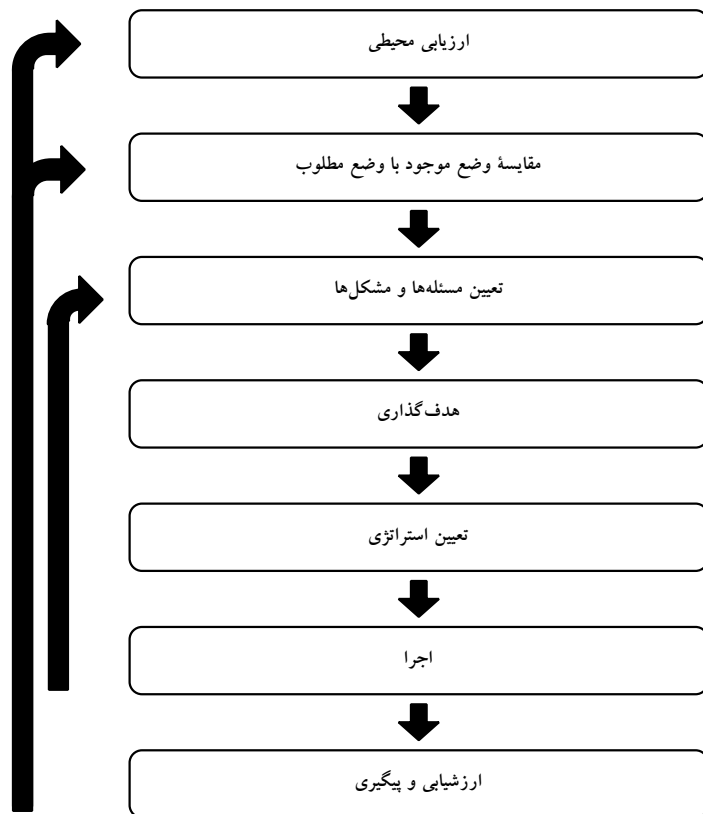 ارزیابی محیطی
مقایسهٔ وضع موجود با وضع مطلوب
تعیین مسئله‌ها و مشکل‌ها
هدف‌گذاری
تعیین استراتژی
اجرا
ارزشیابی و پیگیری